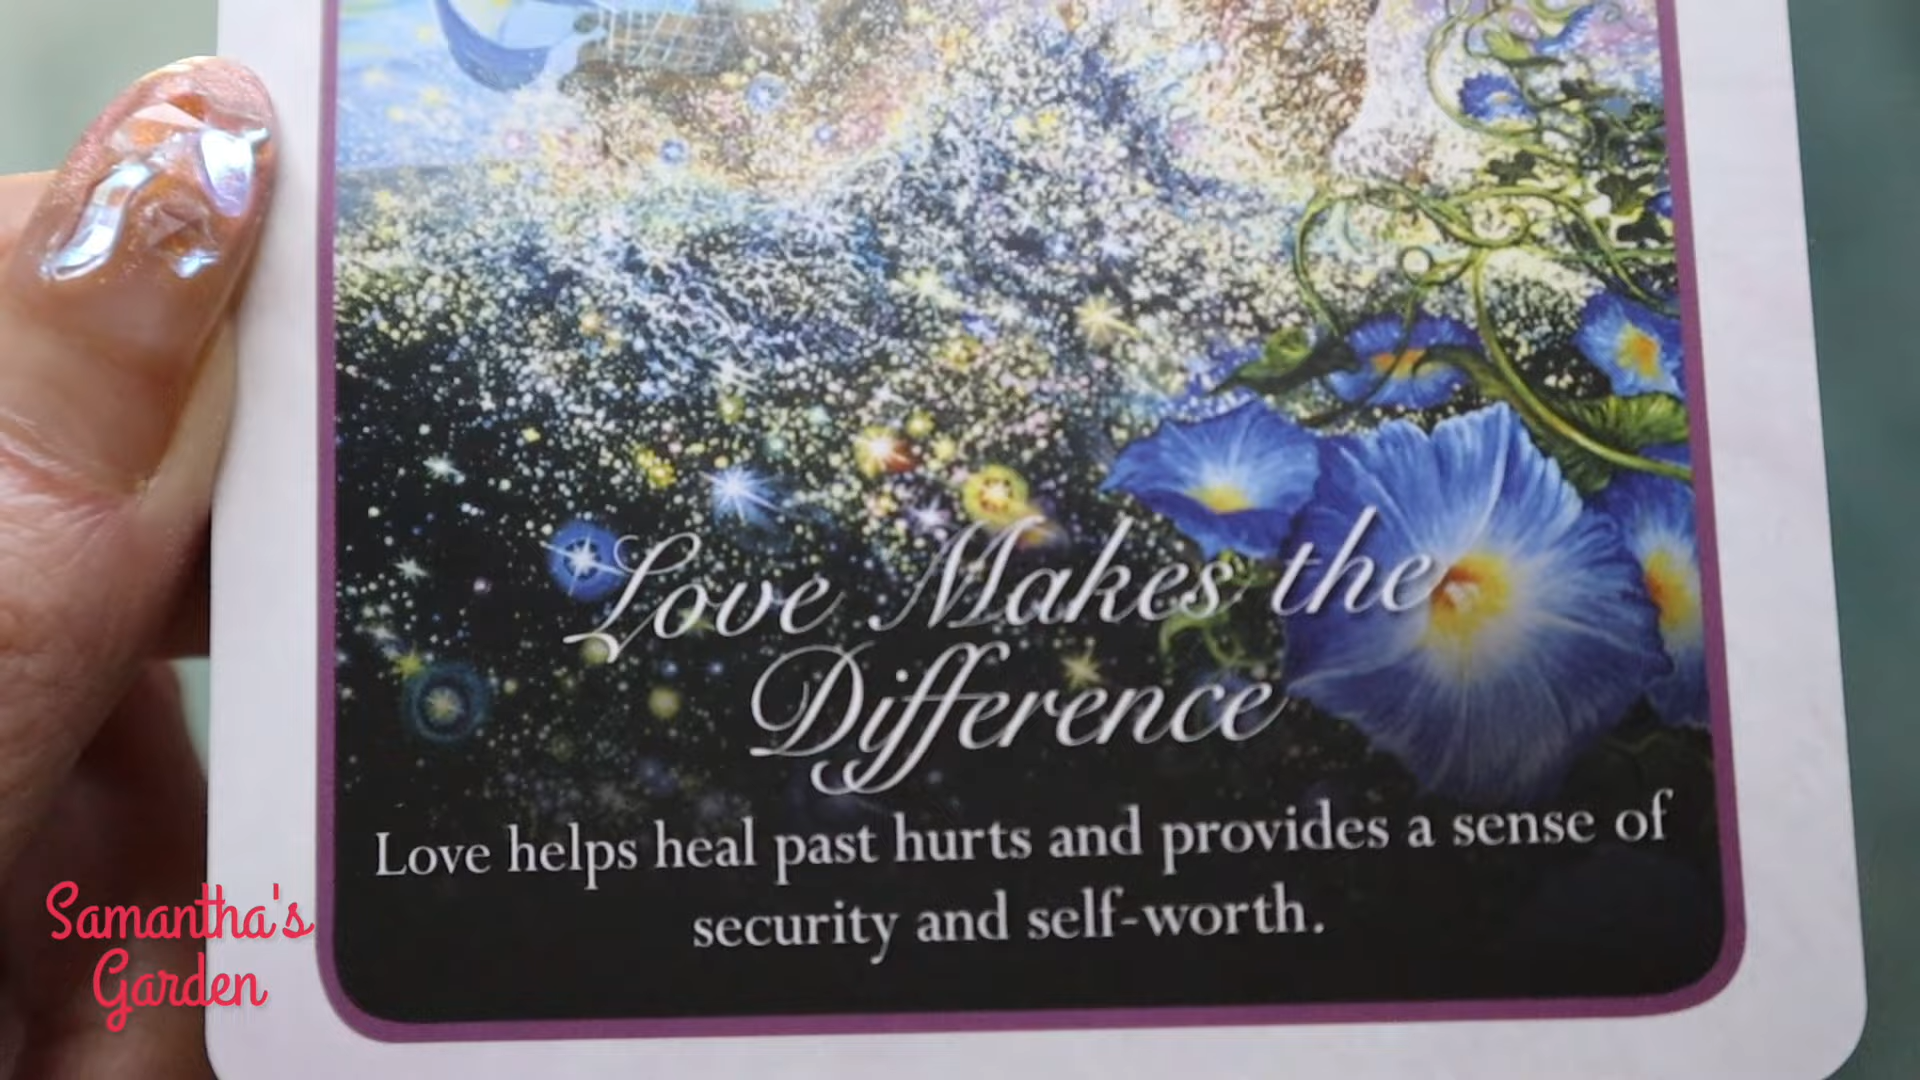 Love Makes the
Difference
Love helps heal past hurts and provides a sense of
security and self-worth.
Samantha's
Garden